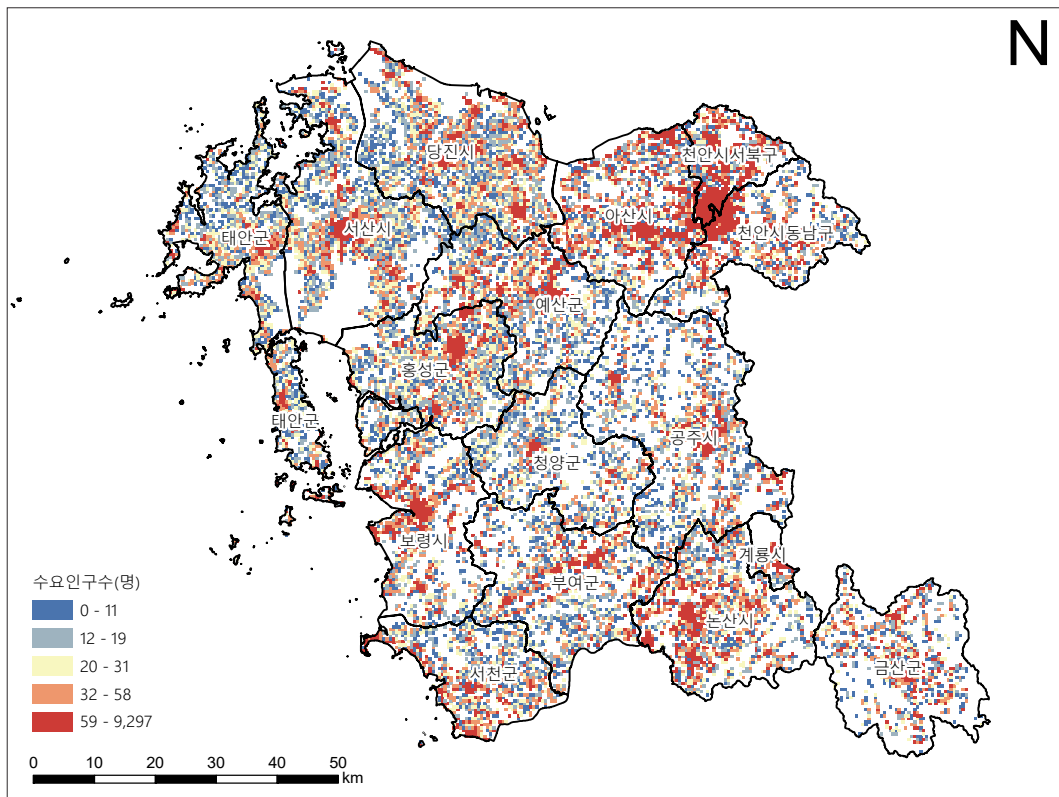 N
당진시
천안시서북구
아산시
서산시
태안군
천안시동남구
예산군
홍성군
태안군
공주시
청양군
보령시
계룡시
부여군
논산시
금산군
서천군
수요인구수(명)
0 - 11
12 - 19
20 - 31
32 - 58
59 - 9,297
0 10 20 30 40 50
km